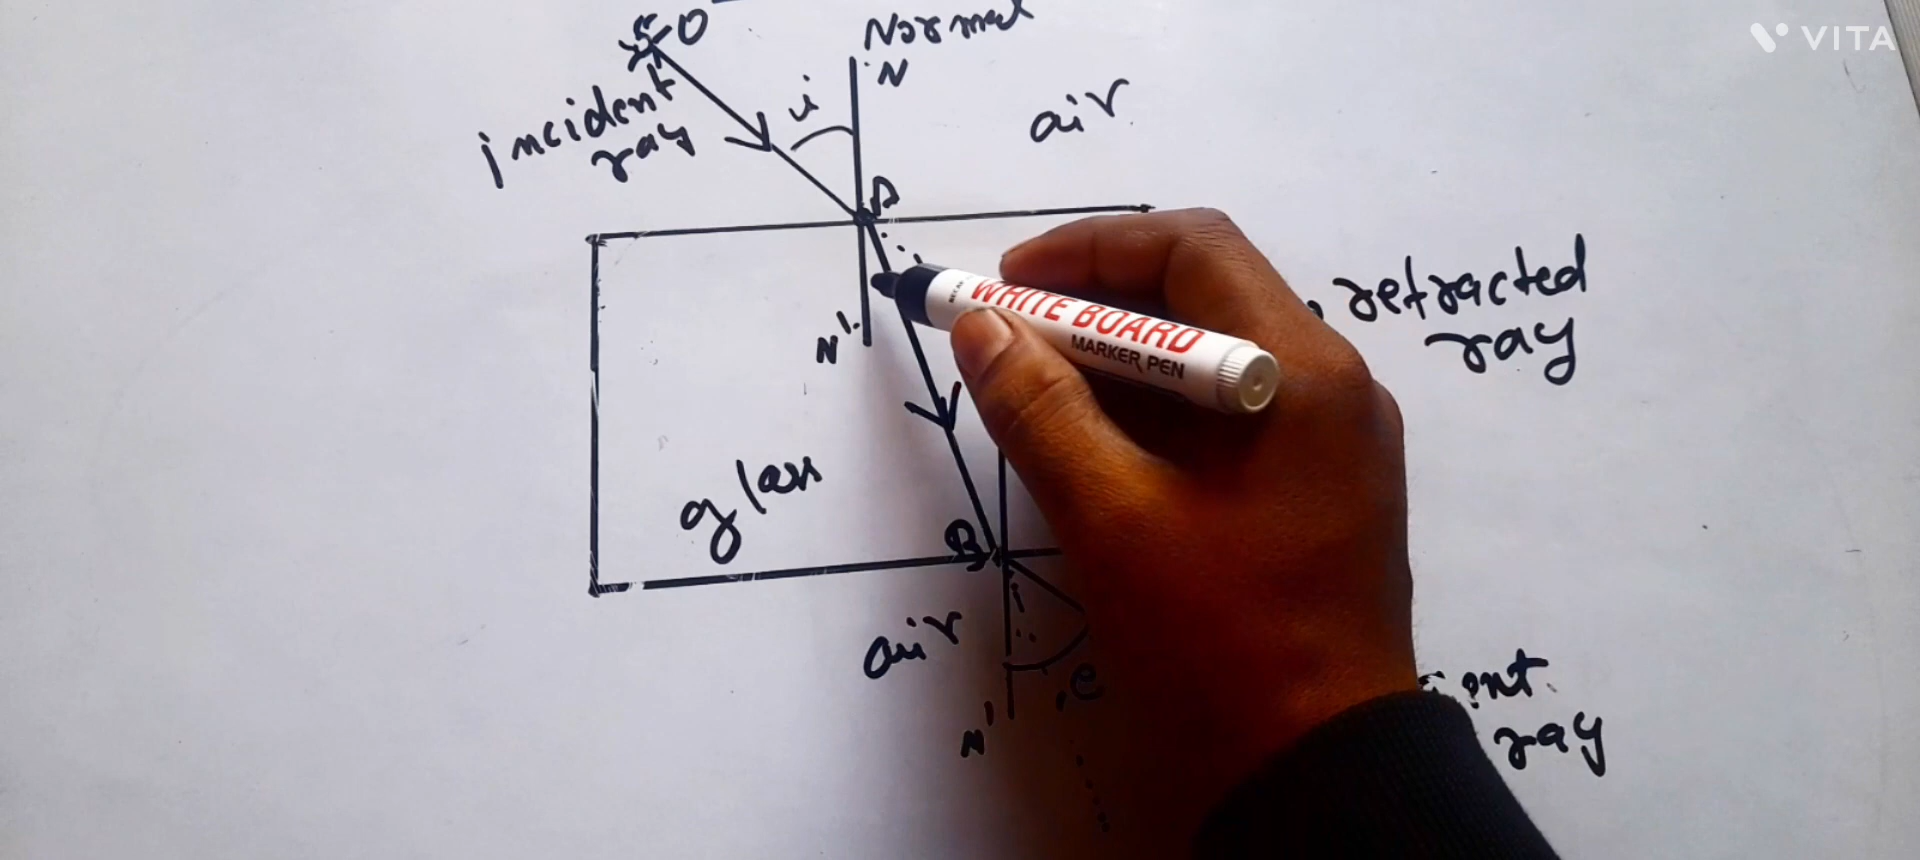 O
Normal
N
VITA
incident
ray
i
air
A
WHITE BOARD
MARKER PEN
refracted
ray
N'
glass
B
air
e
ray
N'